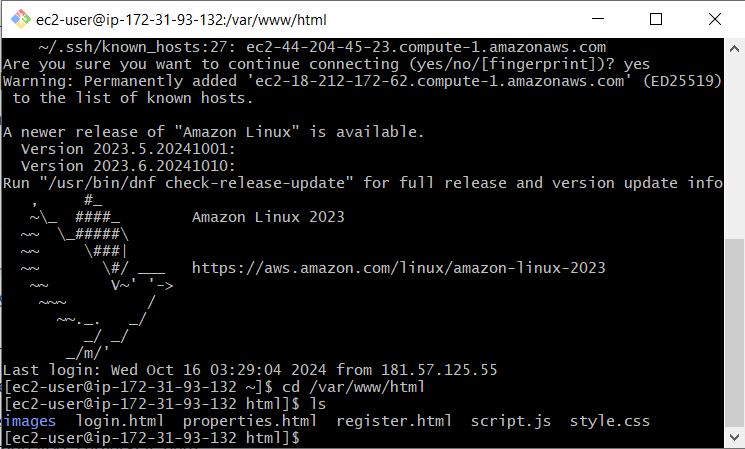 ec2-user@ip-172-31-93-132:/var/www/html
    ~/.ssh/known_hosts:27: ec2-44-204-45-23.compute-1.amazonaws.com
Are you sure you want to continue connecting (yes/no/[fingerprint])? yes
Warning: Permanently added 'ec2-18-212-172-62.compute-1.amazonaws.com' (ED25519)
 to the list of known hosts.
A newer release of "Amazon Linux" is available.
  Version 2023.5.20241001:
  Version 2023.6.20241010:
Run "/usr/bin/dnf check-release-update" for full release and version update info
   ,     #_
   ~\_  ####_        Amazon Linux 2023
  ~~  \_#####\
  ~~     \###|
  ~~       \#/ ___   https://aws.amazon.com/linux/amazon-linux-2023
   ~~       V~' '->
    ~~~         /
      ~~._.   _/
         _/ _/
       _/m/'
Last login: Wed Oct 16 03:29:04 2024 from 181.57.125.55
[ec2-user@ip-172-31-93-132 ~]$ cd /var/www/html
[ec2-user@ip-172-31-93-132 html]$ ls
images  login.html  properties.html  register.html  script.js  style.css
[ec2-user@ip-172-31-93-132 html]$